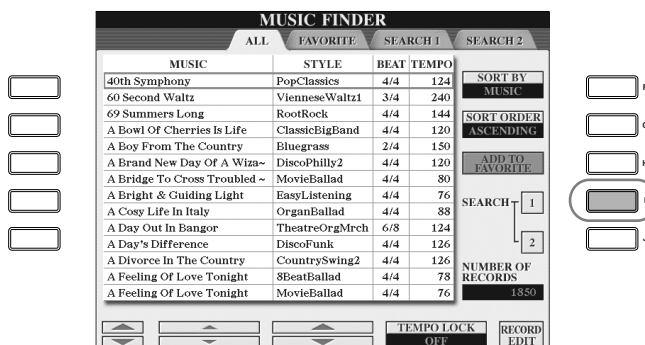 MUSIC FINDER
ALL FAVORITE SEARCH 1 SEARCH 2
MUSIC STYLE BEAT TEMPO
40th Symphony PopClassics 4/4 124
60 Second Waltz VienneseWaltz1 3/4 240
69 Summers Long RootRock 4/4 144
A Bowl Of Cherries Is Life ClassicBigBand 4/4 120
A Boy From The Country Bluegrass 2/4 150
A Brand New Day Of A Wiza~ DiscoPhilly2 4/4 120
A Bridge To Cross Troubled ~ MovieBallad 4/4 80
A Bright & Guiding Light EasyListening 4/4 76
A Cosy Life In Italy OrganBallad 4/4 88
A Day Out In Bangor TheatreOrgMrch 6/8 124
A Day's Difference DiscoFunk 4/4 126
A Divorce In The Country CountrySwing2 4/4 126
A Feeling Of Love Tonight 8BeatBallad 4/4 78
A Feeling Of Love Tonight MovieBallad 4/4 76
SORT BY
MUSIC
SORT ORDER
ASCENDING
ADD TO
FAVORITE
SEARCH 1
2
NUMBER OF
RECORDS
1850
TEMPO LOCK
OFF
RECORD
EDIT